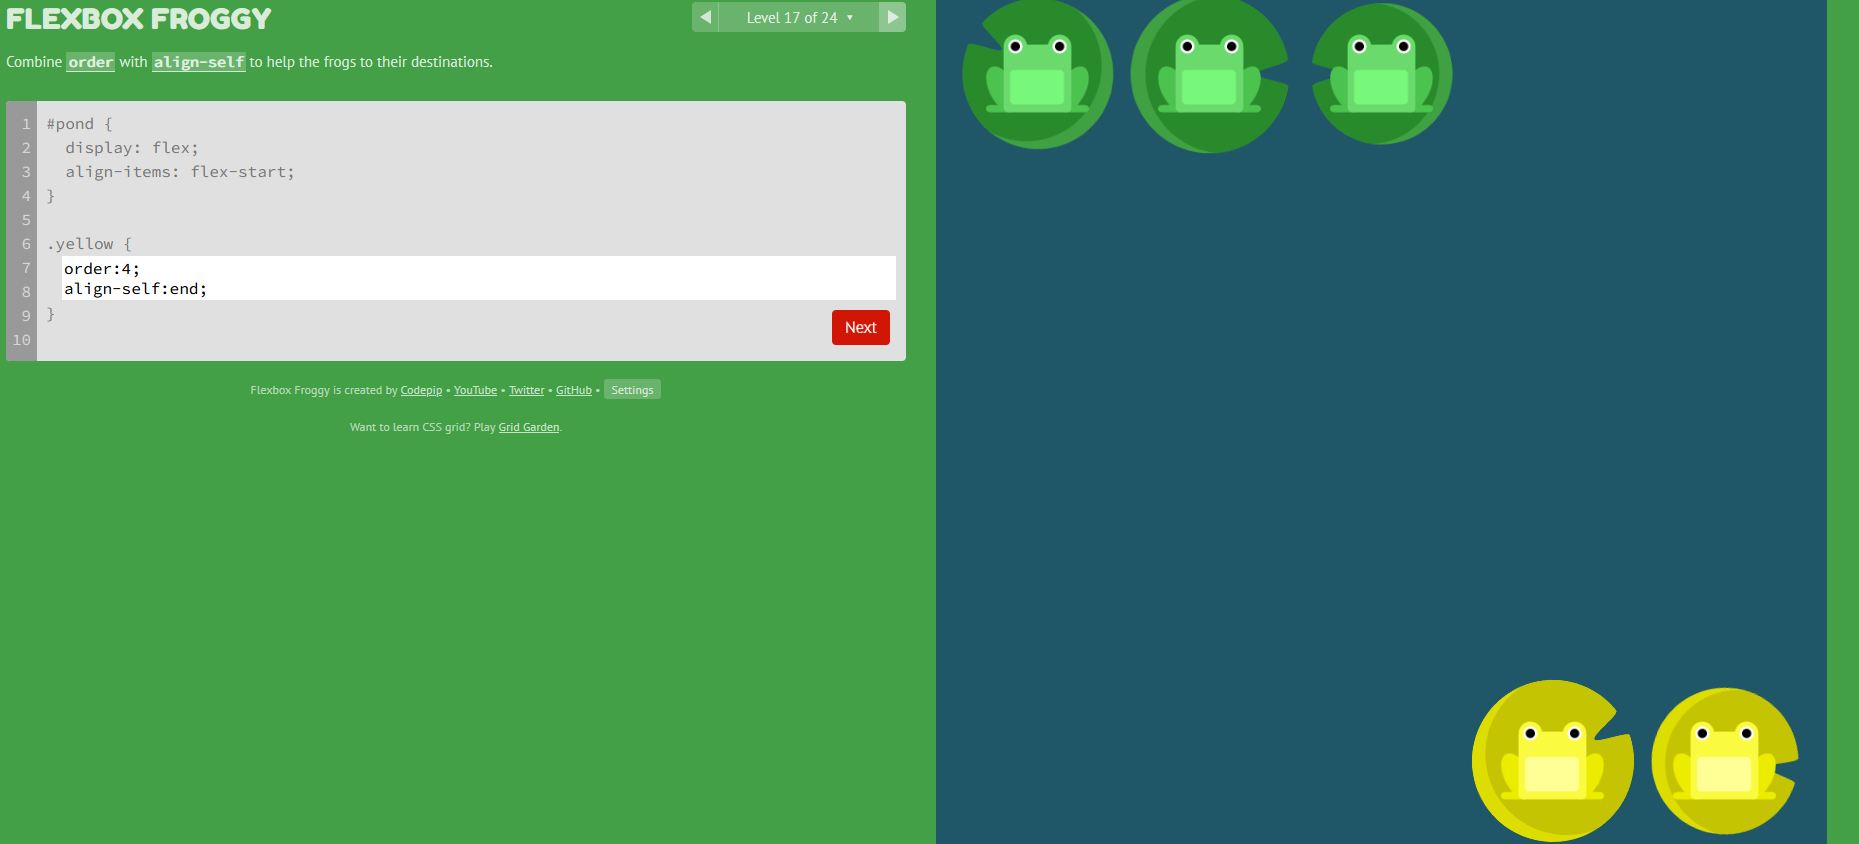 FLEXBOX FROGGY
Level 17 of 24 ▼
Combine order with align-self to help the frogs to their destinations.
1 #pond {
2 display: flex;
3 align-items: flex-start;
4 }
5
6 .yellow {
7 order:4;
8 align-self:end;
9 }
10
Next
Flexbox Froggy is created by Codepip • YouTube • Twitter • GitHub • Settings
Want to learn CSS grid? Play Grid Garden.